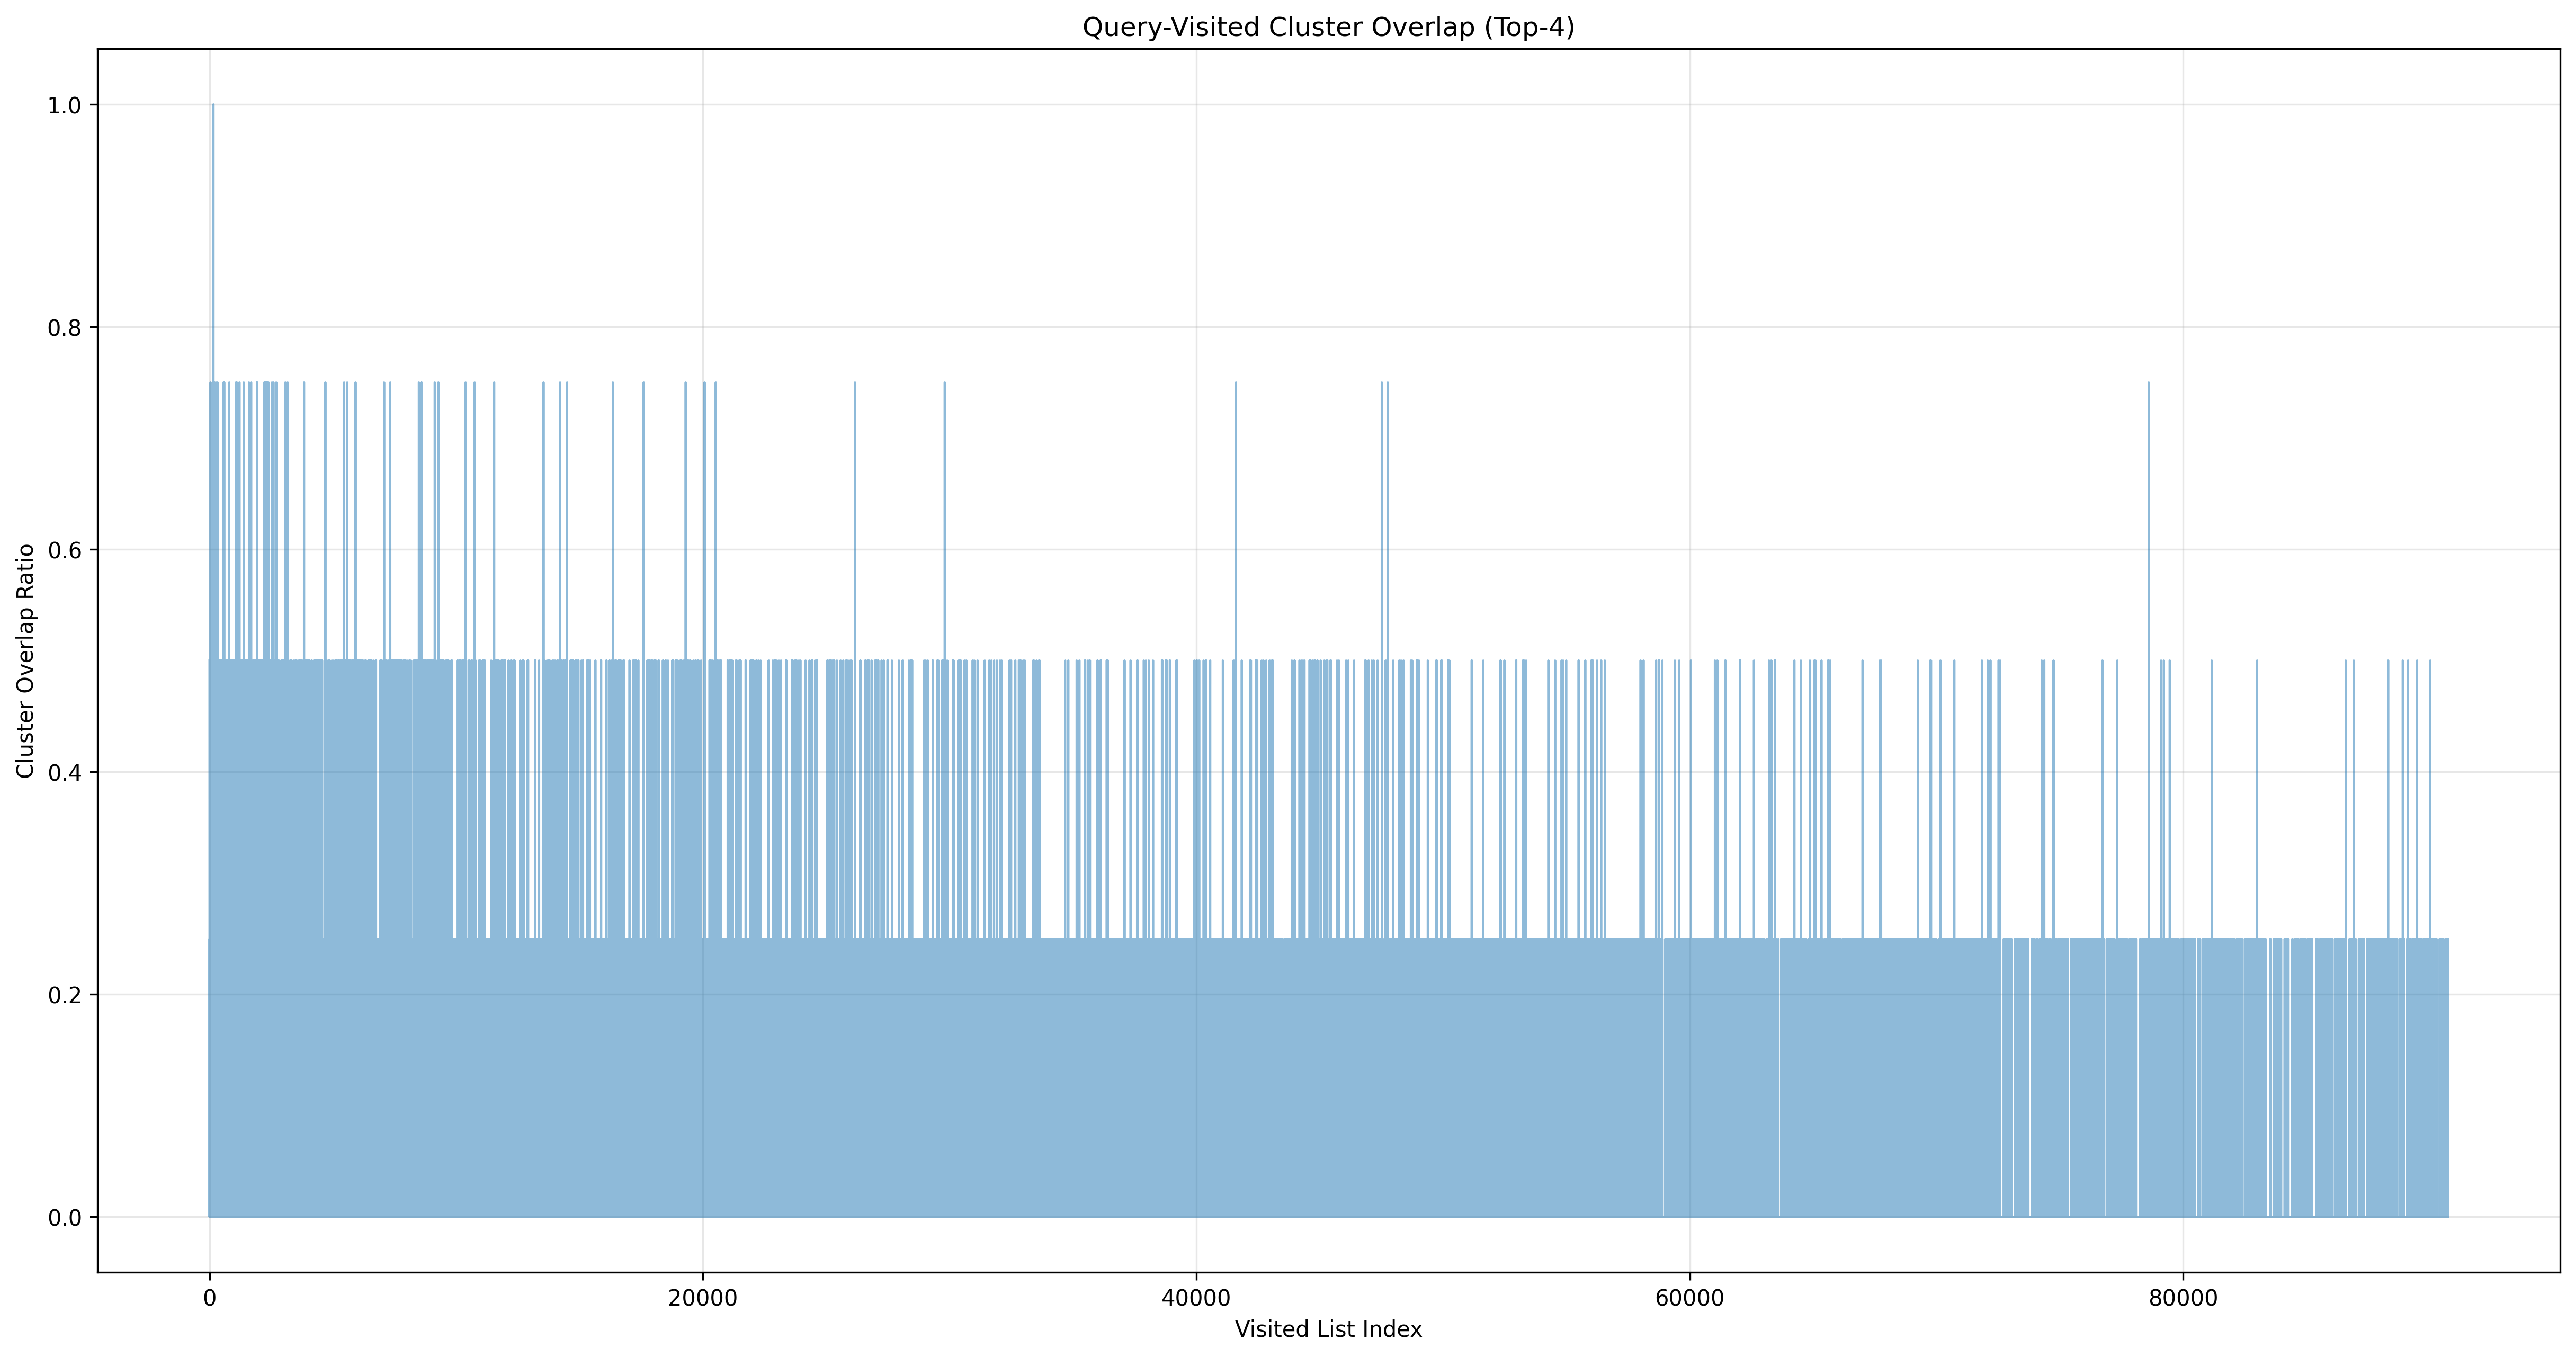 Query-Visited Cluster Overlap (Top-4)
1.0
0.8
0.6
0.4
0.2
0.0
Cluster Overlap Ratio
0 20000 40000 60000 80000
Visited List Index